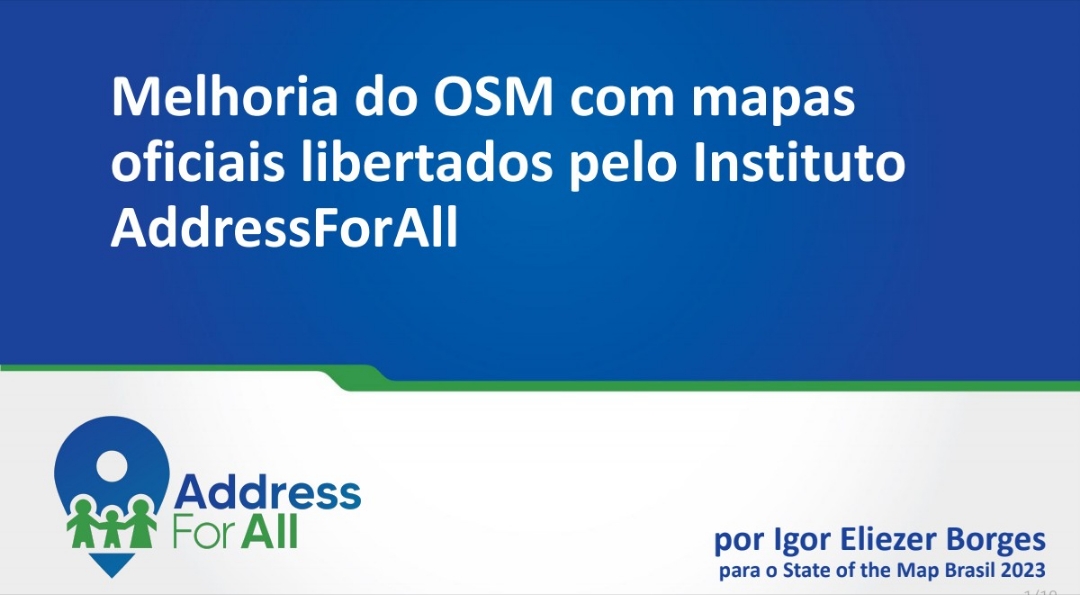 Melhoria do OSM com mapas
oficiais libertados pelo Instituto
AddressForAll
Address
For All
por Igor Eliezer Borges
para o State of the Map Brasil 2023